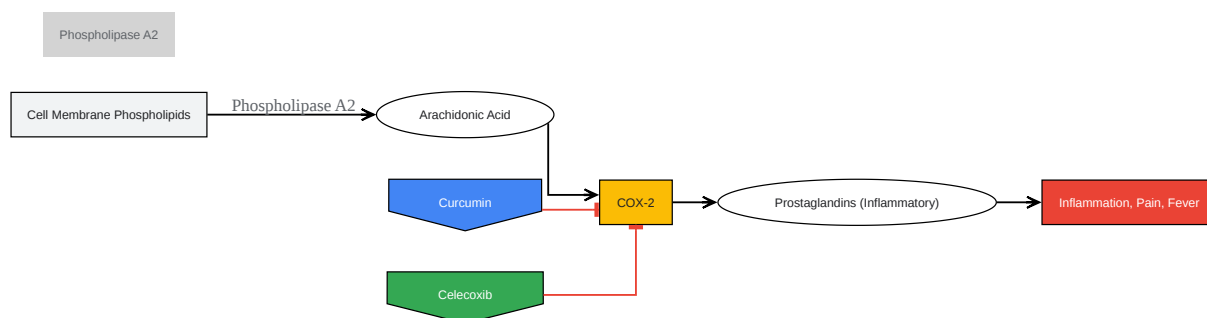 Phospholipase A2
Cell Membrane Phospholipids
Phospholipase A2
Arachidonic Acid
Curcumin
COX-2
Prostaglandins (Inflammatory)
Inflammation, Pain, Fever
Celecoxib